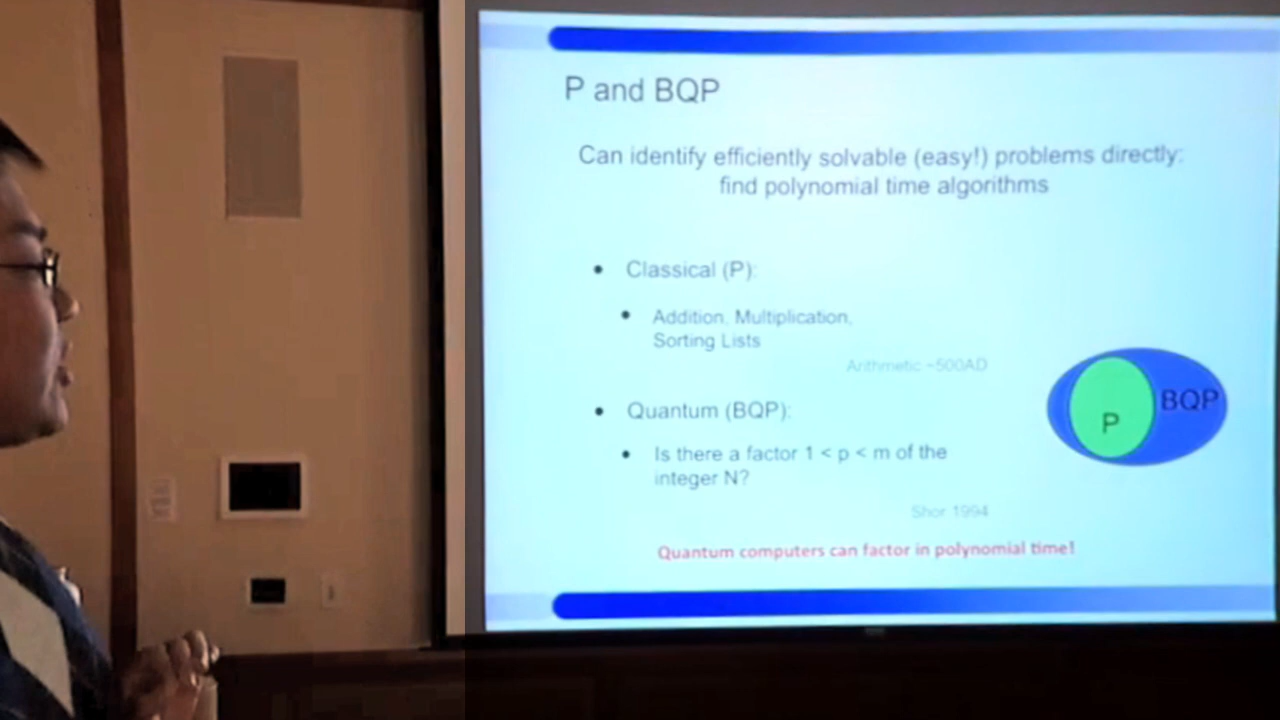 P and BQP
Can identify efficiently solvable (easy!) problems directly:
find polynomial time algorithms
• Classical (P):
• Addition, Multiplication,
Sorting Lists
Arithmetic ~500AD
• Quantum (BQP):
• Is there a factor 1 < p < m of the
integer N?
Shor 1994
Quantum computers can factor in polynomial time!
P
BQP